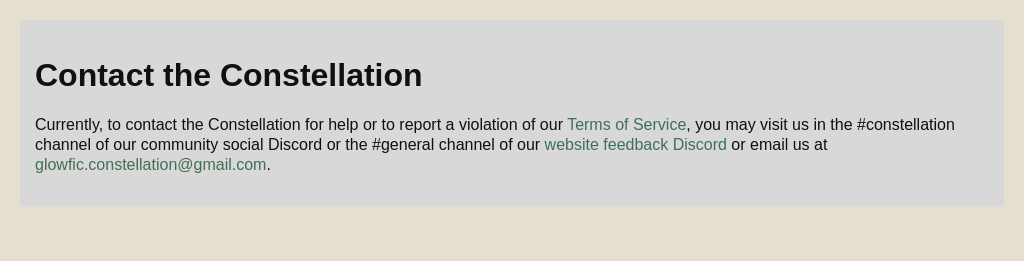 Contact the Constellation
Currently, to contact the Constellation for help or to report a violation of our Terms of Service, you may visit us in the #constellation
channel of our community social Discord or the #general channel of our website feedback Discord or email us at
glowfic.constellation@gmail.com.